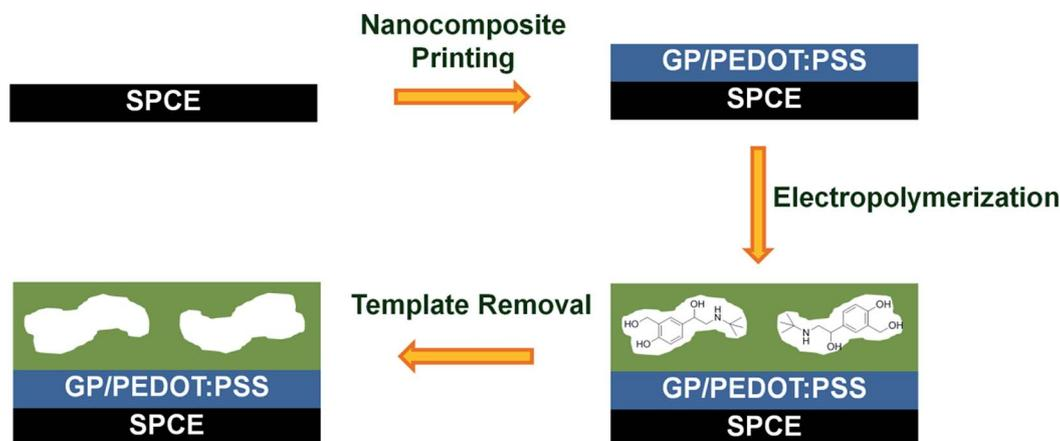 Nanocomposite
Printing
SPCE
GP/PEDOT:PSS
SPCE
Electropolymerization
Template Removal
HO
HO
OH
H
N
OH
OH
N
H
OH
GP/PEDOT:PSS
SPCE
GP/PEDOT:PSS
SPCE